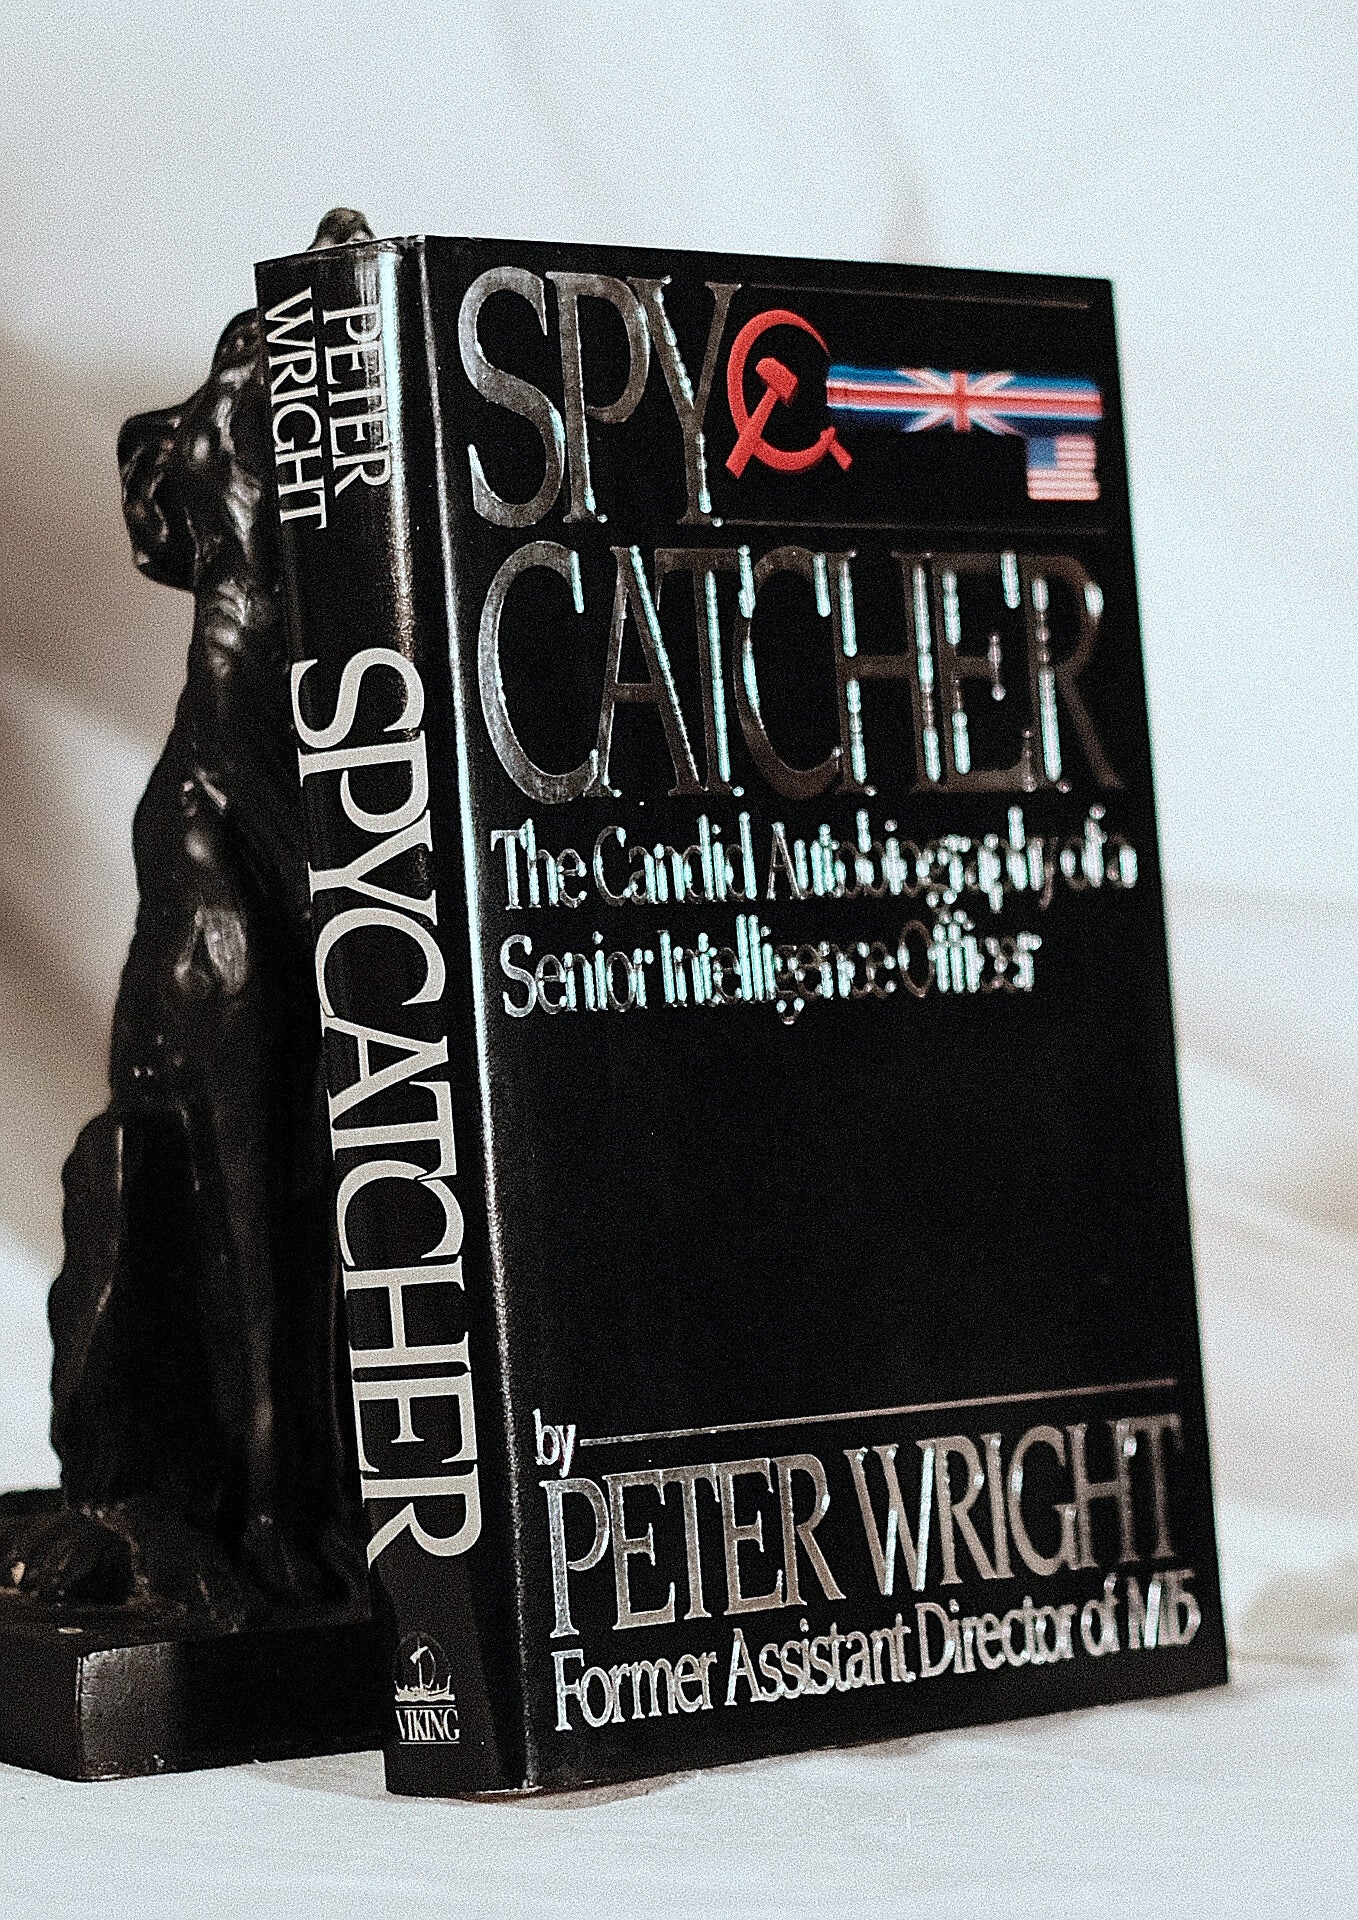 PETER
WRIGHT
SPYCATCHER
VIKING
SPY
CATCHER
The Candid Autobiography of a
Senior Intelligence Officer
by
PETER WRIGHT
Former Assistant Director of MI5